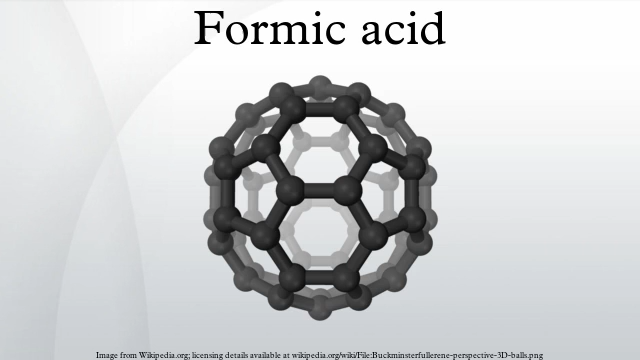 Formic acid
Image from Wikipedia.org; licensing details available at wikipedia.org/wiki/File:Buckminsterfullerene-perspective-3D-balls.png